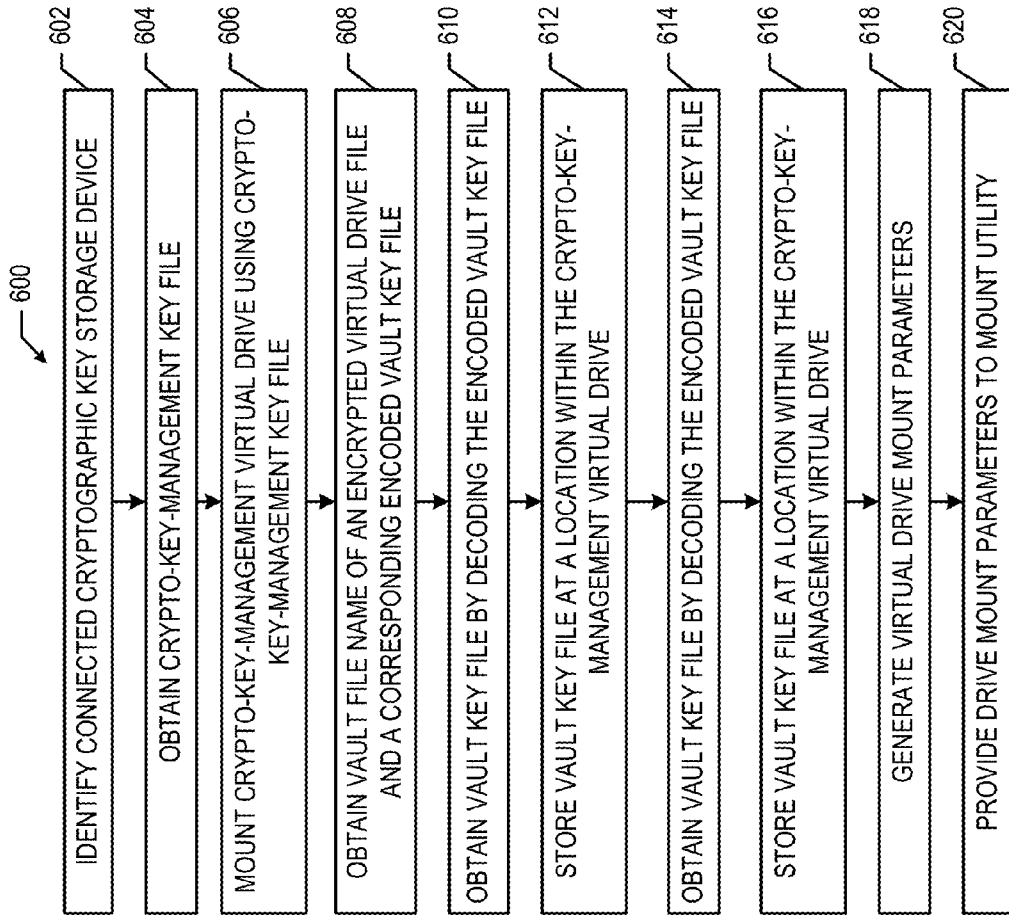 600
IDENTIFY CONNECTED CRYPTOGRAPHIC KEY STORAGE DEVICE
602
OBTAIN CRYPTO-KEY-MANAGEMENT KEY FILE
604
MOUNT CRYPTO-KEY-MANAGEMENT VIRTUAL DRIVE USING CRYPTO-
KEY-MANAGEMENT KEY FILE
606
OBTAIN VAULT FILE NAME OF AN ENCRYPTED VIRTUAL DRIVE FILE
AND A CORRESPONDING ENCODED VAULT KEY FILE
608
OBTAIN VAULT KEY FILE BY DECODING THE ENCODED VAULT KEY FILE
610
STORE VAULT KEY FILE AT A LOCATION WITHIN THE CRYPTO-KEY-
MANAGEMENT VIRTUAL DRIVE
612
OBTAIN VAULT KEY FILE BY DECODING THE ENCODED VAULT KEY FILE
614
STORE VAULT KEY FILE AT A LOCATION WITHIN THE CRYPTO-KEY-
MANAGEMENT VIRTUAL DRIVE
616
GENERATE VIRTUAL DRIVE MOUNT PARAMETERS
618
PROVIDE DRIVE MOUNT PARAMETERS TO MOUNT UTILITY
620